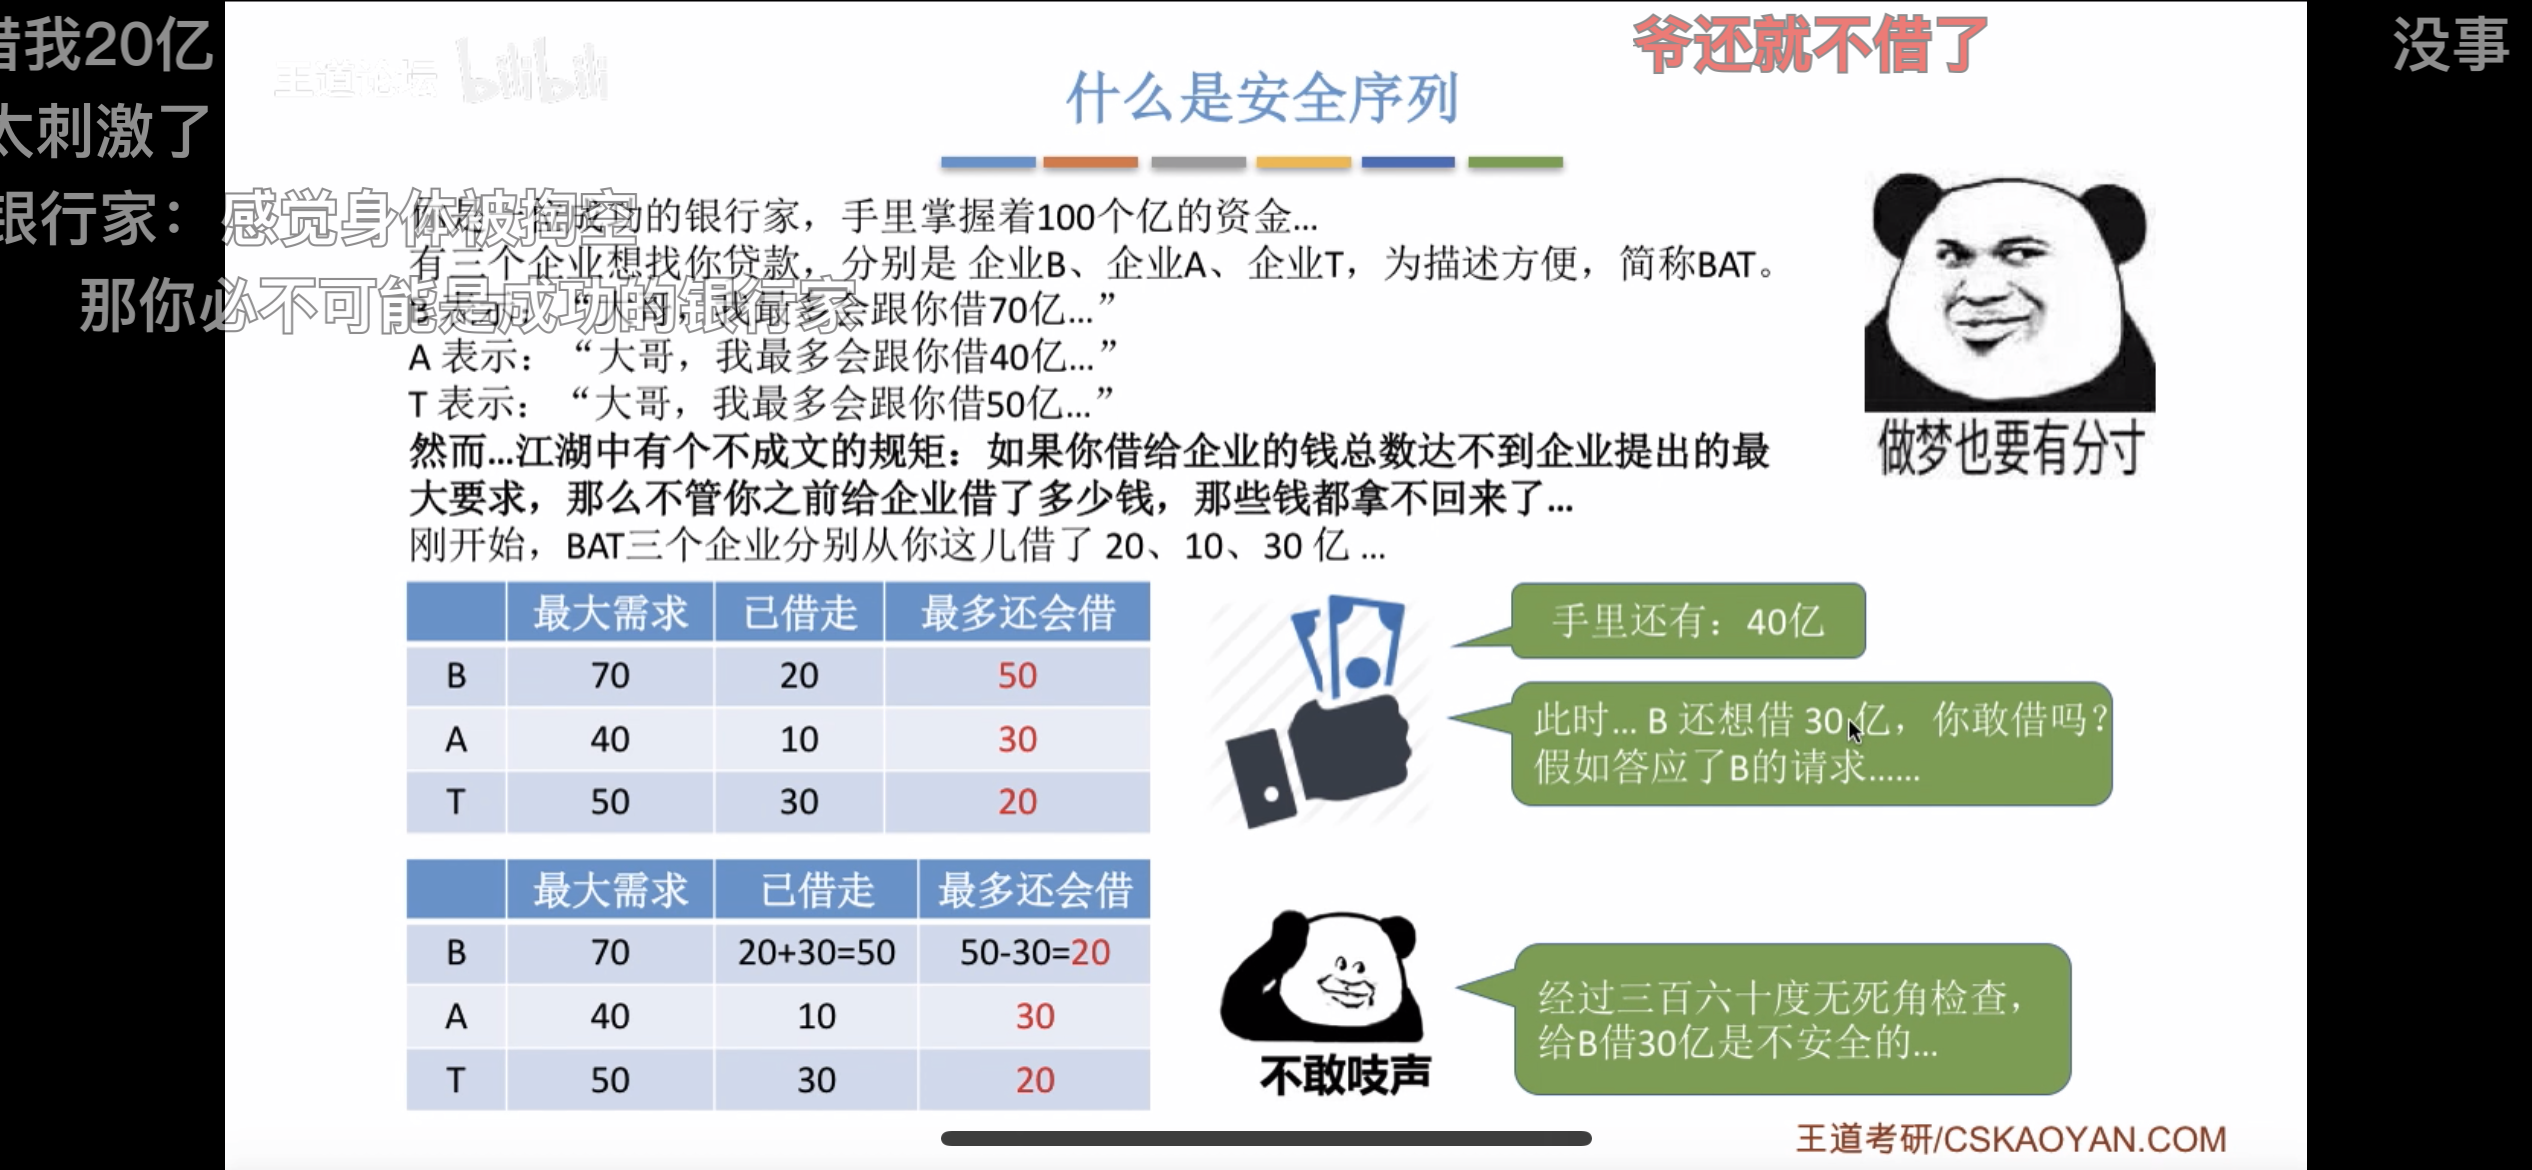 借我20亿
爷还就不借了
没事
王道论坛 bilibili
什么是安全序列
太刺激了
银行家：感觉身体被掏空
你是一位成功的银行家，手里掌握着100个亿的资金...
有三个企业想找你贷款，分别是 企业B、企业A、企业T，为描述方便，简称BAT。
那你必不可能是成功的银行家
B 表示：“大哥，我最多会跟你借70亿...”
A 表示：“大哥，我最多会跟你借40亿...”
T 表示：“大哥，我最多会跟你借50亿...”
然而...江湖中有个不成文的规矩：如果你借给企业的钱总数达不到企业提出的最
大要求，那么不管你之前给企业借了多少钱，那些钱都拿不回来了...
刚开始，BAT三个企业分别从你这儿借了 20、10、30 亿 ...
做梦也要有分寸
最大需求 已借走 最多还会借
B 70 20 50
A 40 10 30
T 50 30 20
手里还有：40亿
此时... B 还想借 30 亿，你敢借吗？
假如答应了B的请求......
最大需求 已借走 最多还会借
B 70 20+30=50 50-30=20
A 40 10 30
T 50 30 20
不敢吱声
经过三百六十度无死角检查，
给B借30亿是不安全的...
王道考研/CSKAOYAN.COM